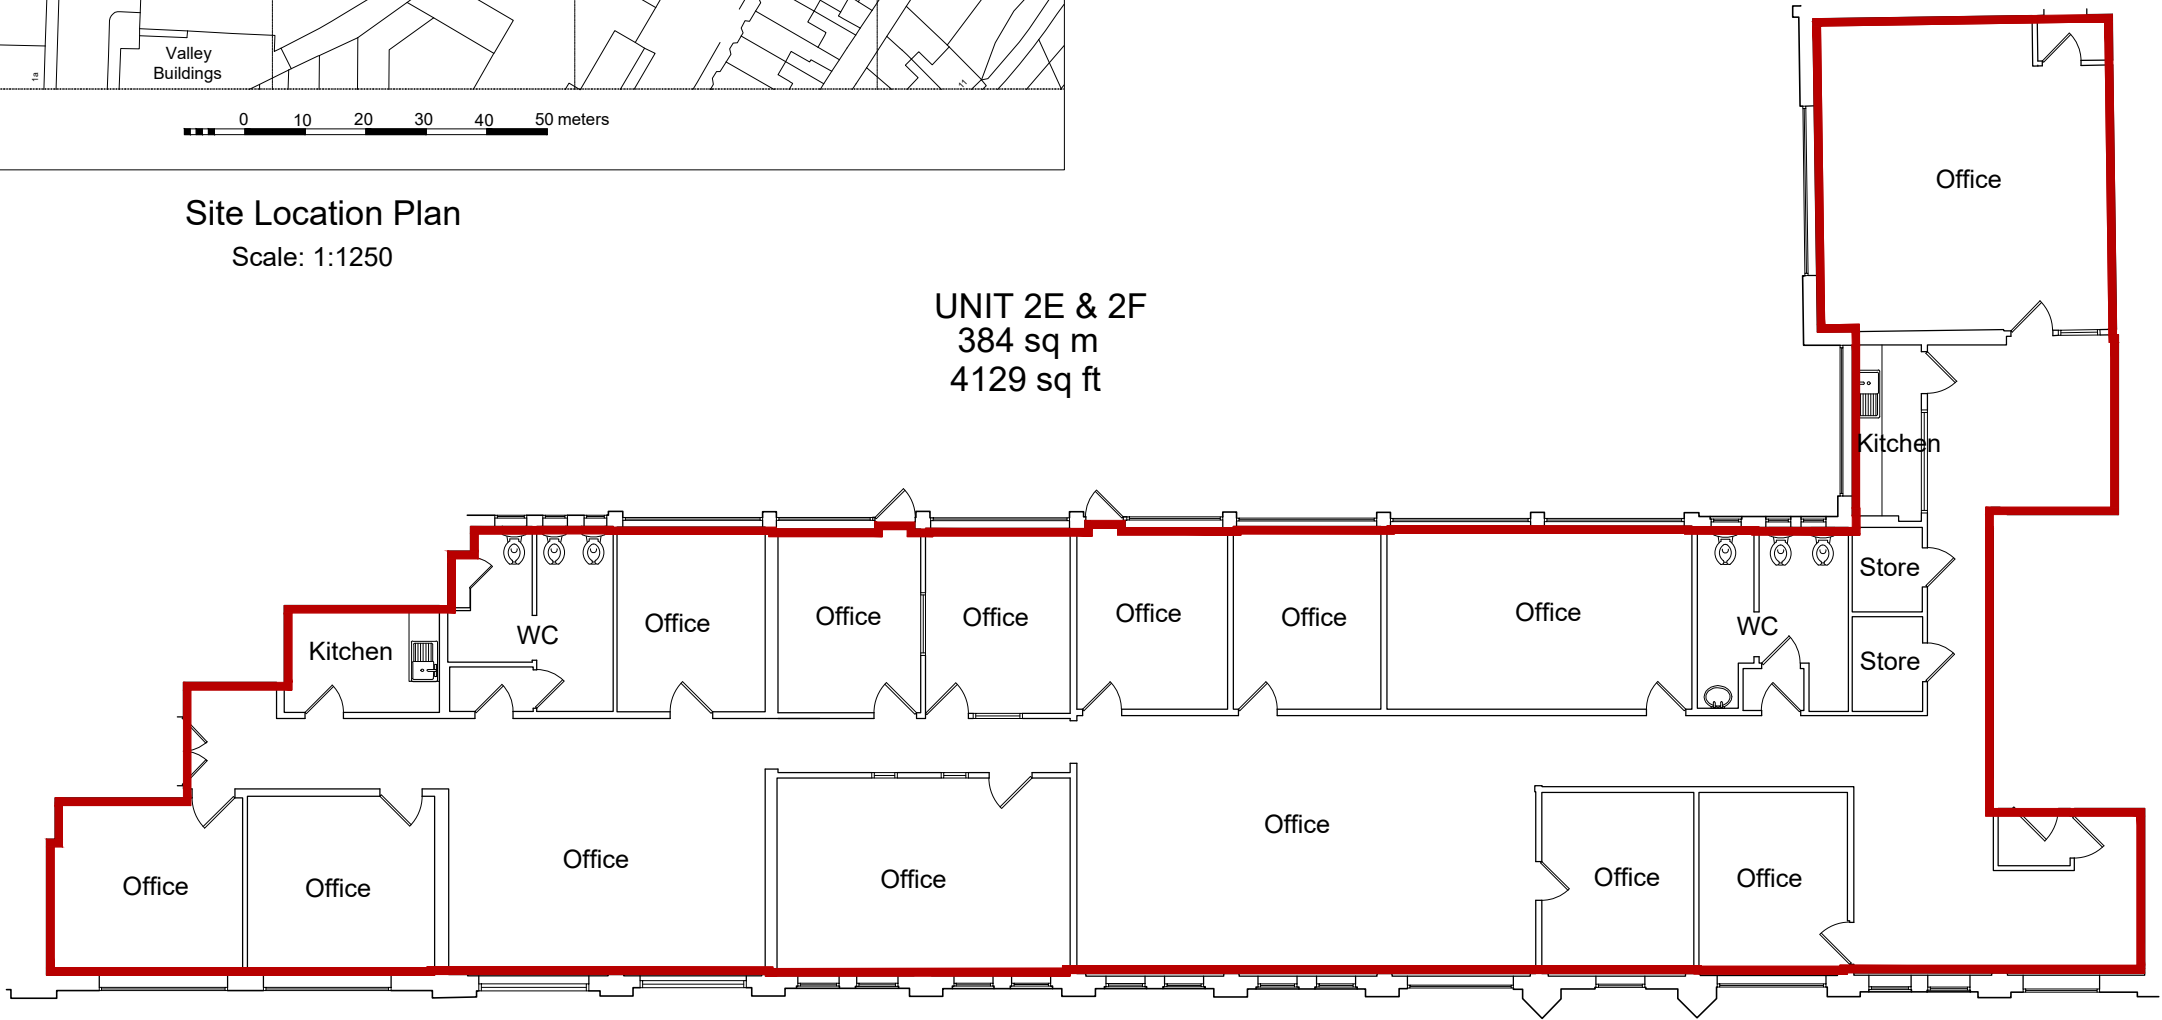 Valley
Buildings
1a
11
0 10 20 30 40 50 meters
Site Location Plan
Scale: 1:1250
UNIT 2E & 2F
384 sq m
4129 sq ft
Office
Kitchen
Store
Store
WC
Office
Office
Office
Office
Office
Office
WC
Kitchen
Office
Office
Office
Office
Office
Office
Office